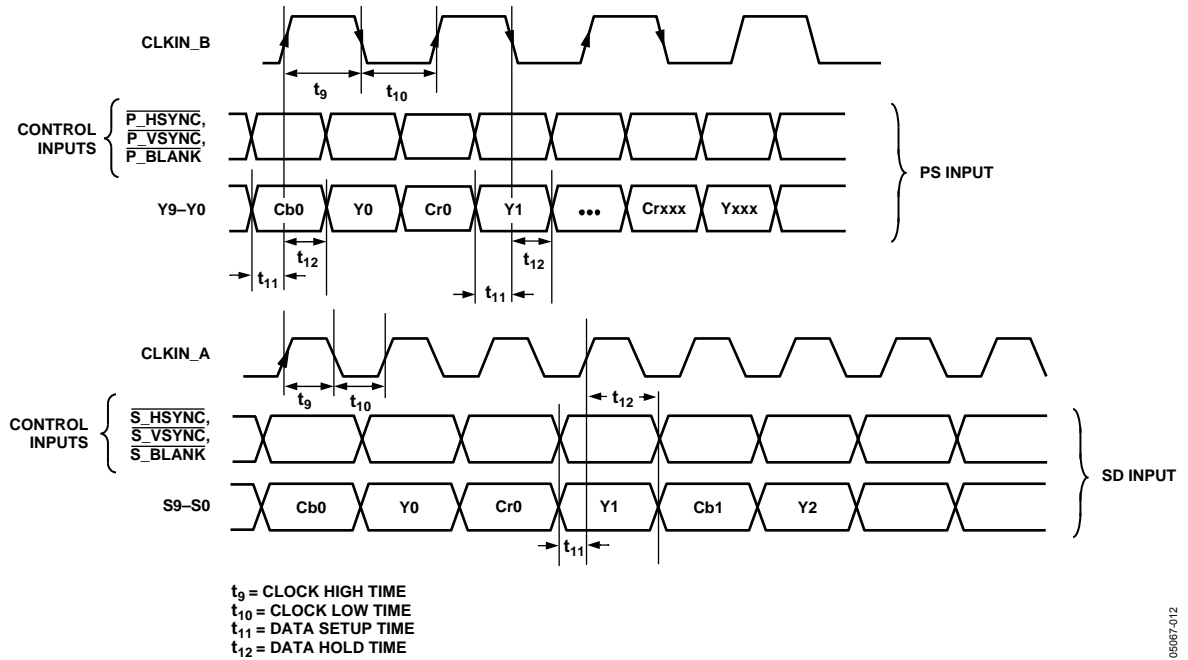 CLKIN_B
t9
t10
CONTROL
INPUTS
P_HSYNC,
P_VSYNC,
P_BLANK
PS INPUT
Y9–Y0
Cb0
Y0
Cr0
Y1
•••
Crxxx
Yxxx
t12
t12
t11
t11
CLKIN_A
t9
t10
t12
CONTROL
INPUTS
S_HSYNC,
S_VSYNC,
S_BLANK
SD INPUT
S9–S0
Cb0
Y0
Cr0
Y1
Cb1
Y2
t11
t9 = CLOCK HIGH TIME
t10 = CLOCK LOW TIME
t11 = DATA SETUP TIME
t12 = DATA HOLD TIME
05067-012